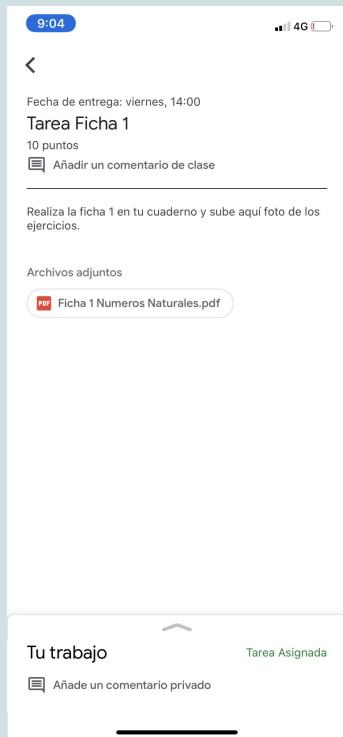 9:04
4G
Fecha de entrega: viernes, 14:00
Tarea Ficha 1
10 puntos
Añadir un comentario de clase
Realiza la ficha 1 en tu cuaderno y sube aquí foto de los
ejercicios.
Archivos adjuntos
PDF Ficha 1 Numeros Naturales.pdf
Tu trabajo Tarea Asignada
Añade un comentario privado